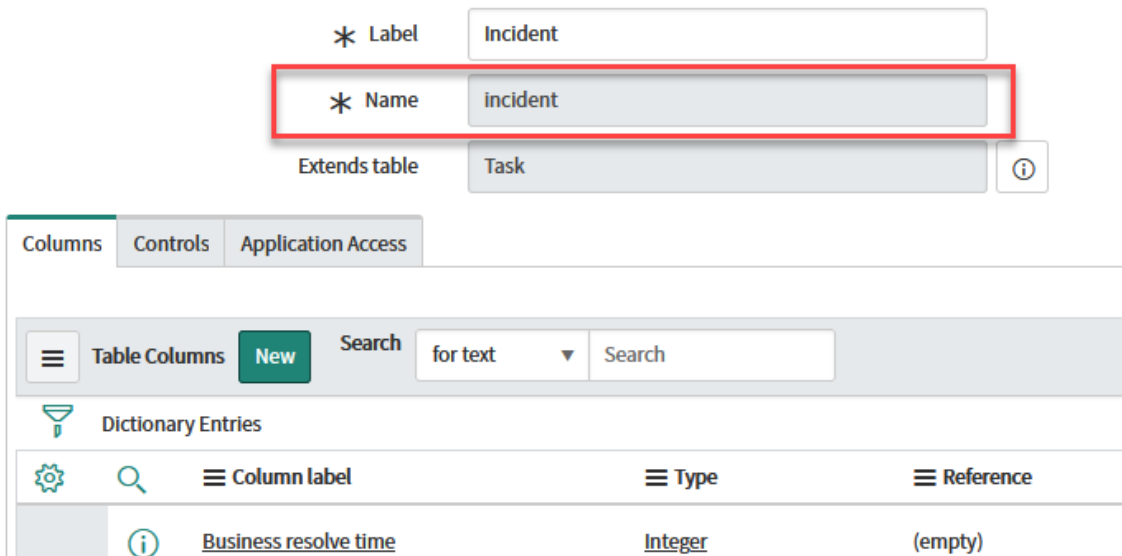 Label Incident
Name incident
Extends table Task
Columns Controls Application Access
Table Columns New Search for text Search
Dictionary Entries
Column label Type Reference
Business resolve time Integer (empty)